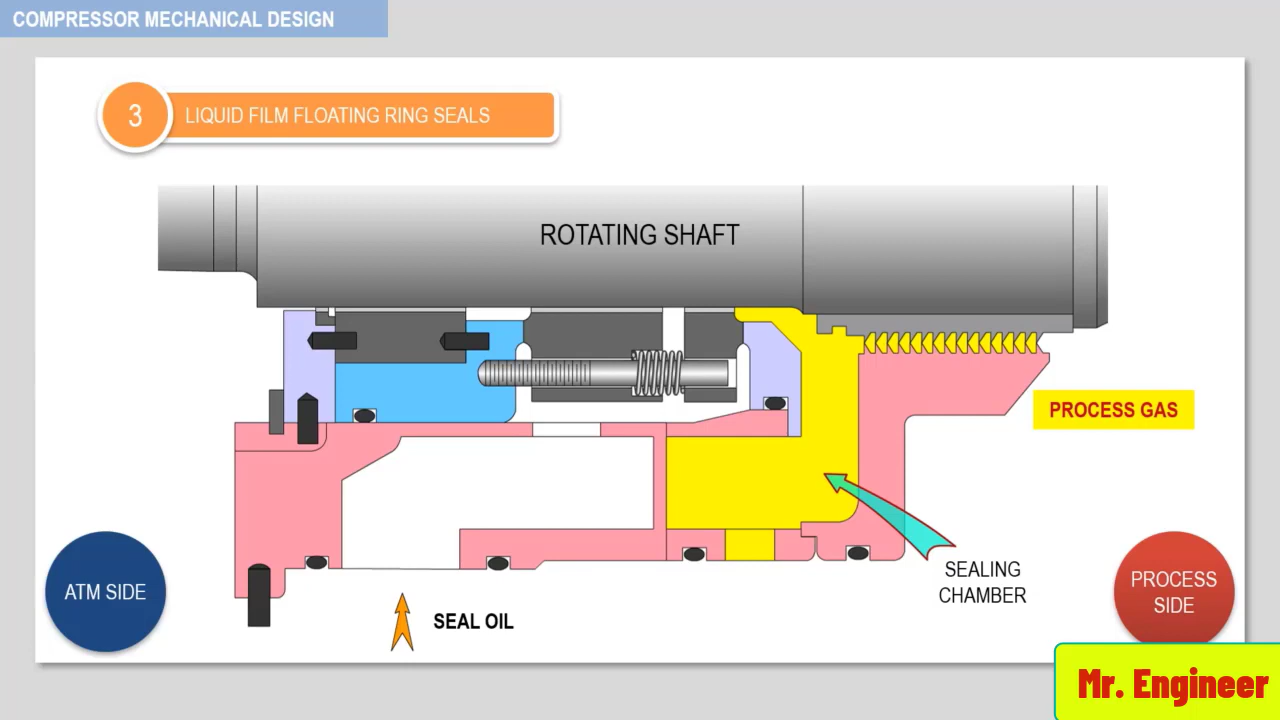 COMPRESSOR MECHANICAL DESIGN
3
LIQUID FILM FLOATING RING SEALS
ROTATING SHAFT
PROCESS GAS
SEALING
CHAMBER
ATM SIDE
PROCESS
SIDE
SEAL OIL
Mr. Engineer